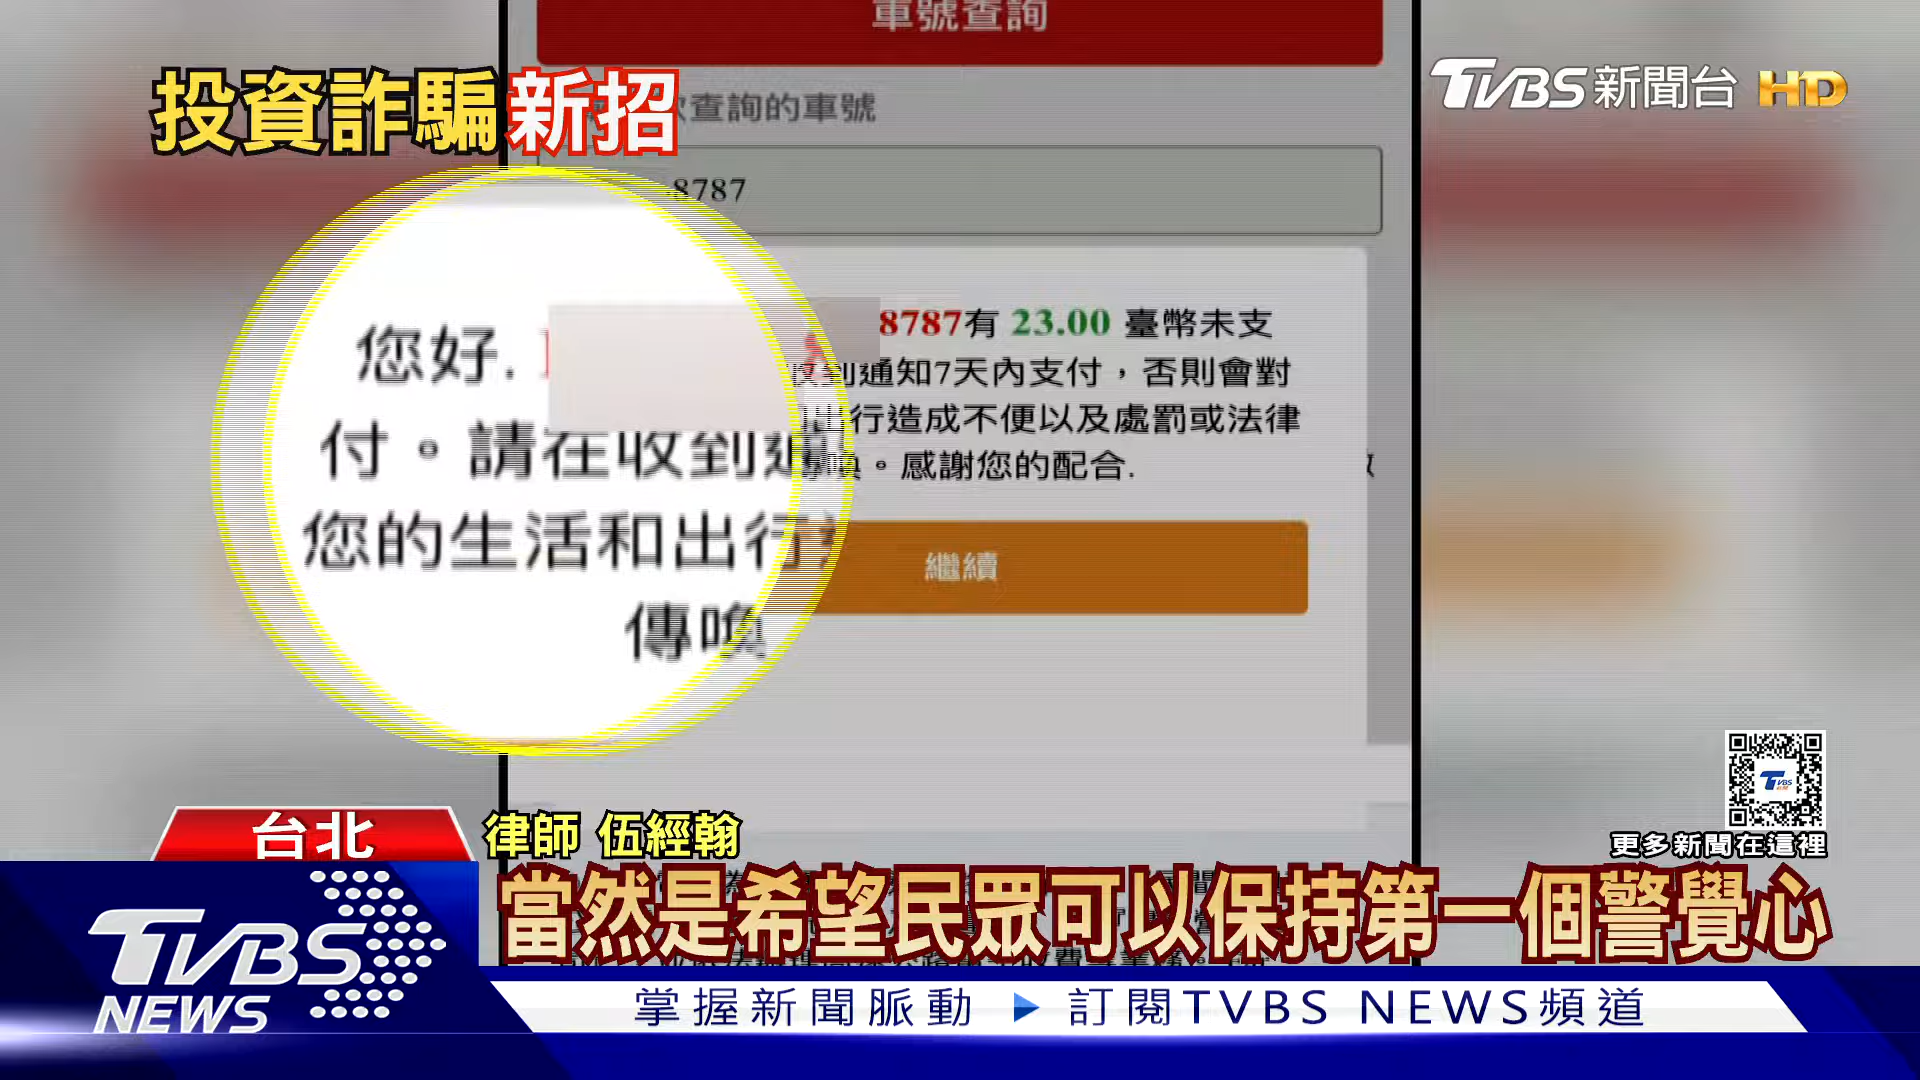 車號查詢
投資詐騙新招
TVBS新聞台 HD
欲查詢的車號
8787
8787有 23.00 臺幣未支
收到通知7天內支付，否則會對
出行造成不便以及處罰或法律
喚。感謝您的配合.
繼續
您好.
付。請在收到通
您的生活和出行
傳喚
TVBS
更多新聞在這裡
台北
律師 伍經翰
當然是希望民眾可以保持第一個警覺心
TVBS
NEWS
掌握新聞脈動 ▶ 訂閱TVBS NEWS頻道